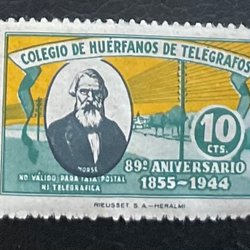 COLEGIO DE HUÉRFANOS DE TELEGRAFOS
10
CTS.
MORSE
89º ANIVERSARIO
NO VALIDO PARA TASA POSTAL
1855~1944
NI TELEGRAFICA
RIEUSSET S.A.-HERALMI